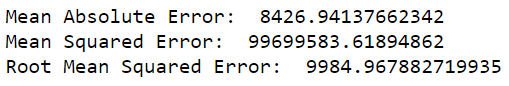 Mean Absolute Error:  8426.94137662342
Mean Squared Error:  99699583.61894862
Root Mean Squared Error:  9984.967882719935